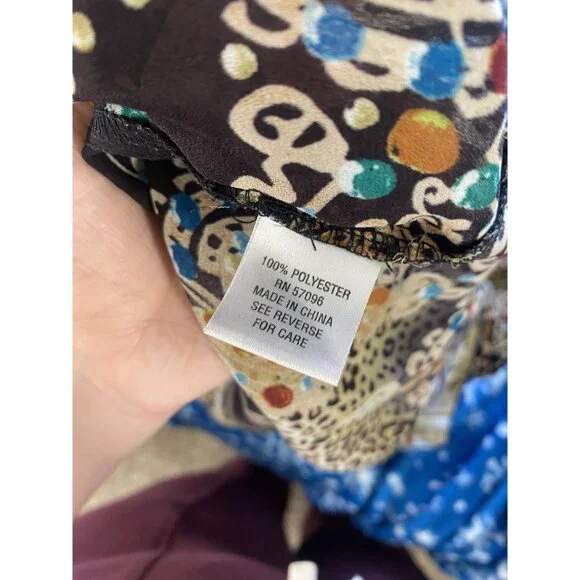 100% POLYESTER
RN 57096
MADE IN CHINA
SEE REVERSE
FOR CARE